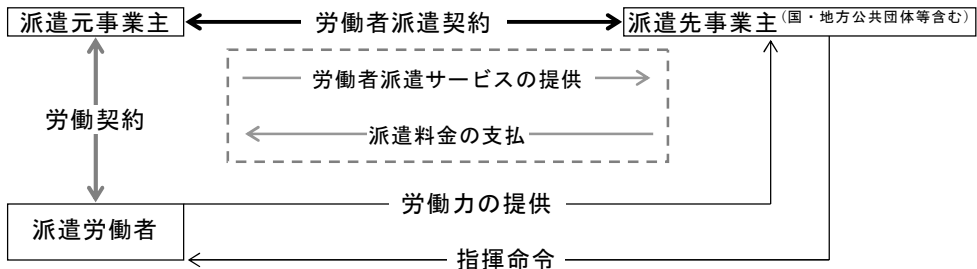 派遣元事業主
労働者派遣契約
派遣先事業主(国・地方公共団体等含む)
労働者派遣サービスの提供
労働契約
派遣料金の支払
派遣労働者
労働力の提供
指揮命令